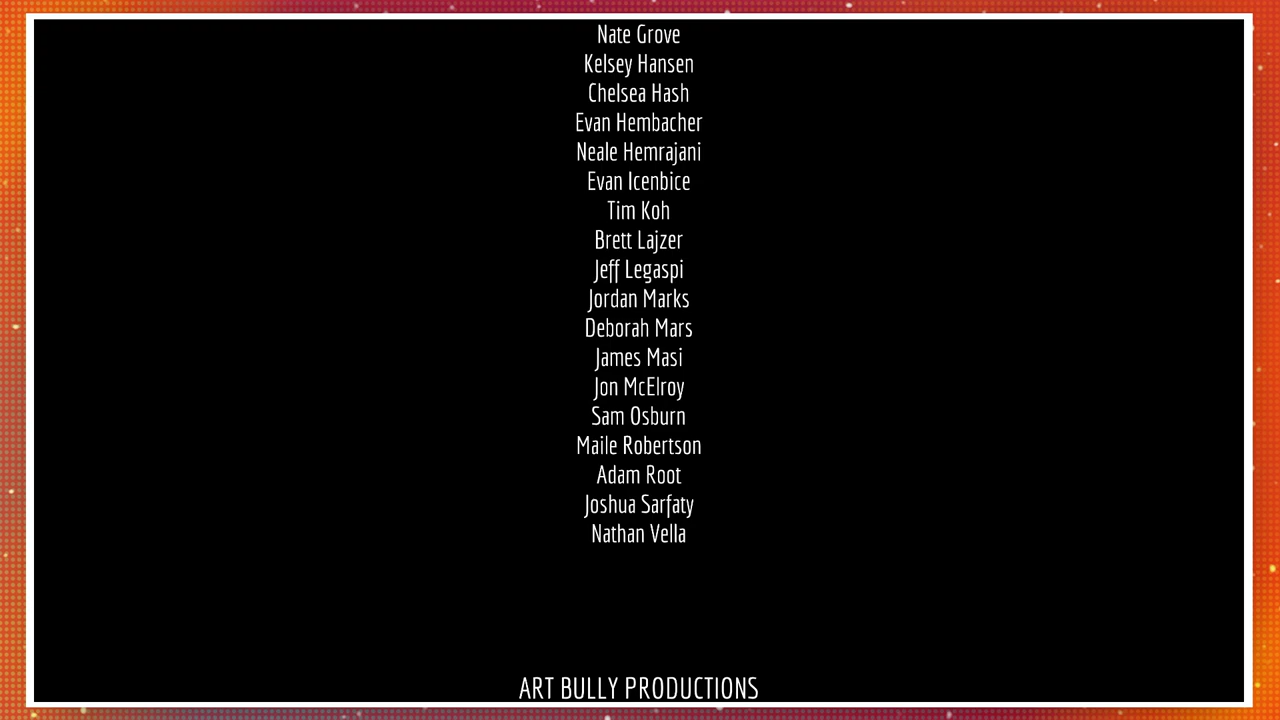 Nate Grove
Kelsey Hansen
Chelsea Hash
Evan Hembacher
Neale Hemrajani
Evan Icenbice
Tim Koh
Brett Lajzer
Jeff Legaspi
Jordan Marks
Deborah Mars
James Masi
Jon McElroy
Sam Osburn
Maile Robertson
Adam Root
Joshua Sarfaty
Nathan Vella
ART BULLY PRODUCTIONS